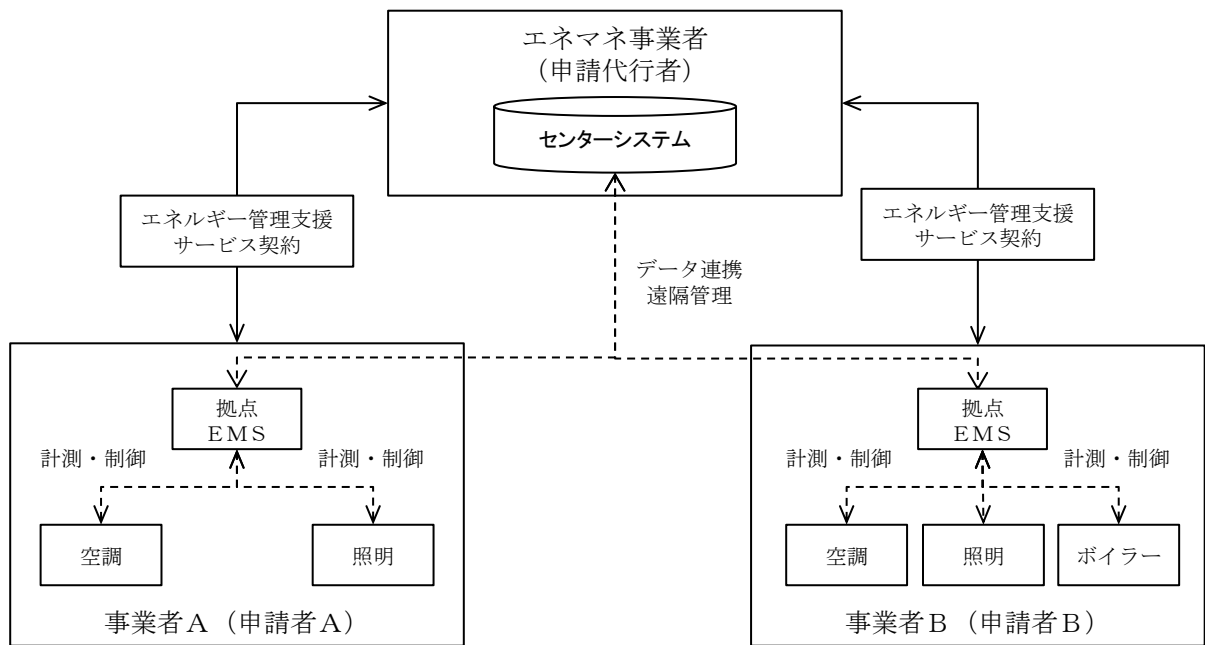 エネマネ事業者
（申請代行者）
センターシステム
エネルギー管理支援
サービス契約
エネルギー管理支援
サービス契約
データ連携
遠隔管理
拠点
ＥＭＳ
計測・制御
計測・制御
空調
照明
事業者Ａ（申請者Ａ）
拠点
ＥＭＳ
計測・制御
計測・制御
空調
照明
ボイラー
事業者Ｂ（申請者Ｂ）